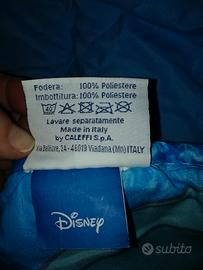 Fodera: 100% Poliestere
Imbottitura: 100% Poliestere
40
Lavare separatamente
Made in Italy
by CALEFFI S.p.A.
Via Belfiore, 24 - 46019 Viadana (Mn) ITALY
Disney
subito